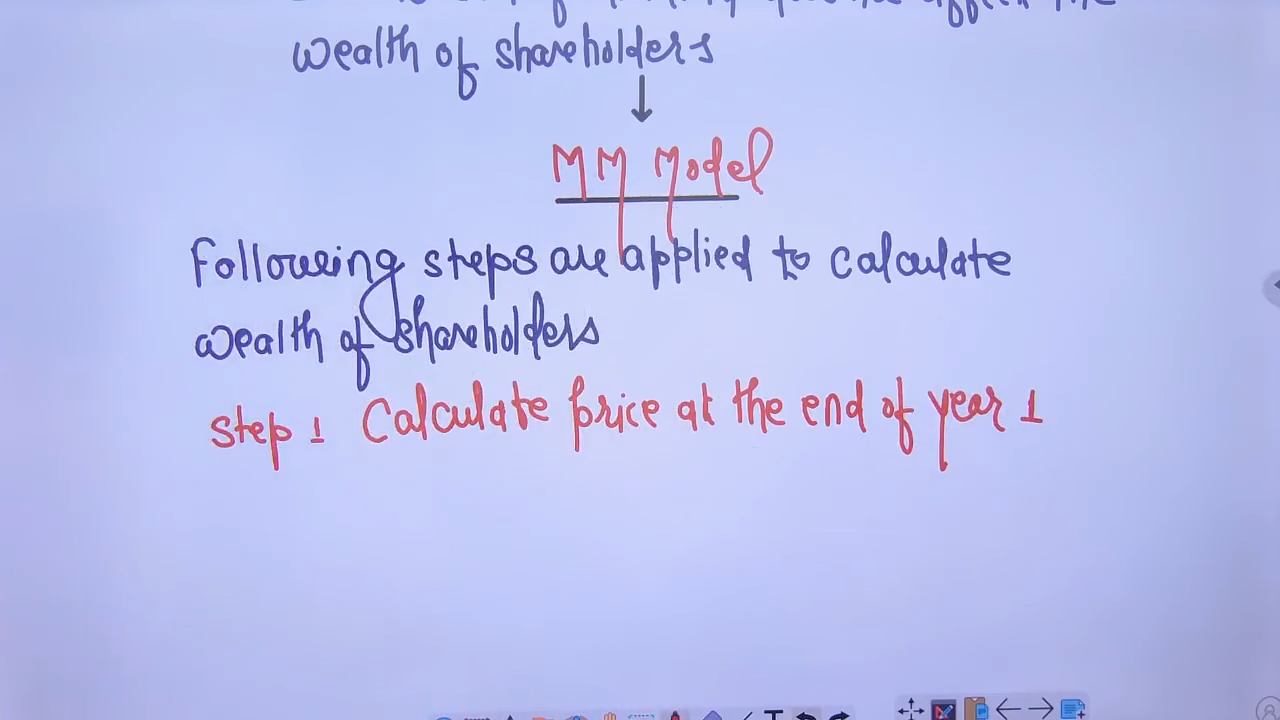 the
wealth of shareholders
MM Model
Following steps are applied to calculate
wealth of shareholders
Step 1 Calculate price at the end of year 1